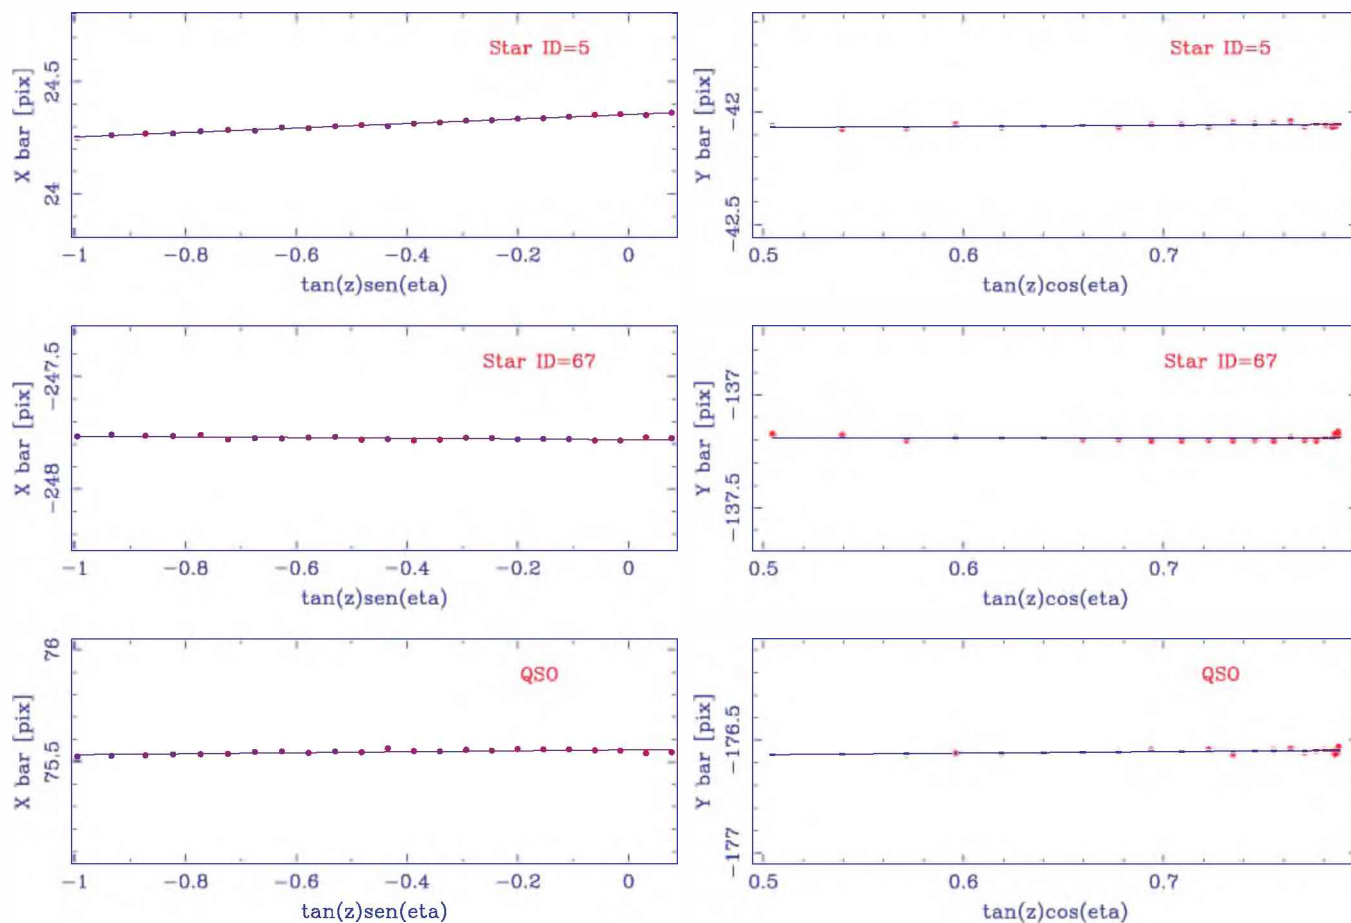 Star ID=5
X bar [pix]
24.5
24
−1 −0.8 −0.6 −0.4 −0.2 0
tan(z)sen(eta)
Star ID=5
Y bar [pix]
−42
−42.5
0.5 0.6 0.7
tan(z)cos(eta)
Star ID=67
X bar [pix]
−247.5
−248
−1 −0.8 −0.6 −0.4 −0.2 0
tan(z)sen(eta)
Star ID=67
Y bar [pix]
−137
−137.5
0.5 0.6 0.7
tan(z)cos(eta)
QSO
X bar [pix]
76
75.5
−1 −0.8 −0.6 −0.4 −0.2 0
tan(z)sen(eta)
QSO
Y bar [pix]
−176.5
−177
0.5 0.6 0.7
tan(z)cos(eta)